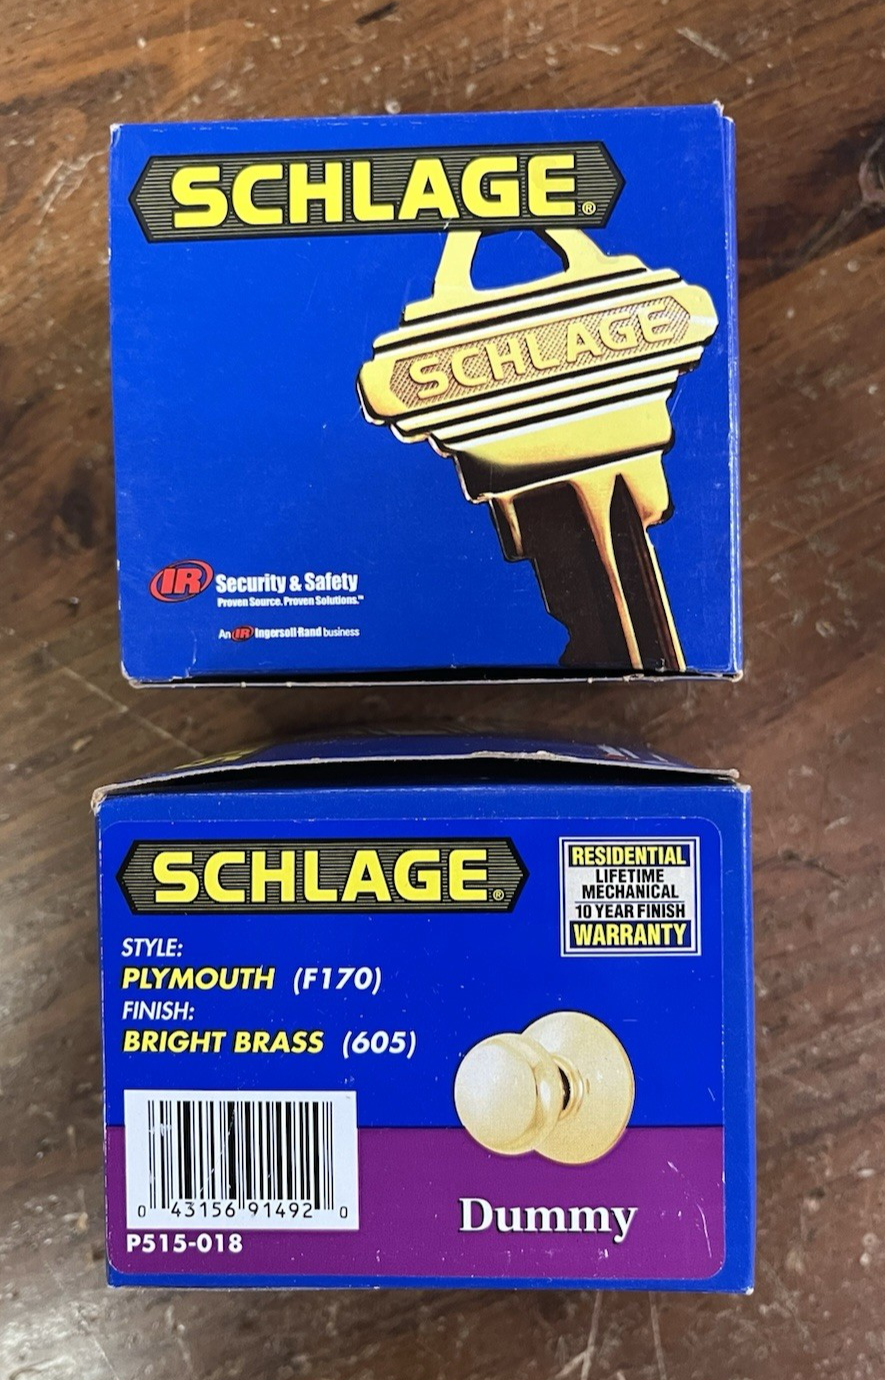 SCHLAGE®
SCHLAGE
IR Security & Safety
Proven Source. Proven Solutions.™
An IR Ingersoll-Rand business
SCHLAGE®
RESIDENTIAL
LIFETIME
MECHANICAL
10 YEAR FINISH
WARRANTY
STYLE:
PLYMOUTH (F170)
FINISH:
BRIGHT BRASS (605)
0 43156 91492 0
P515-018
Dummy